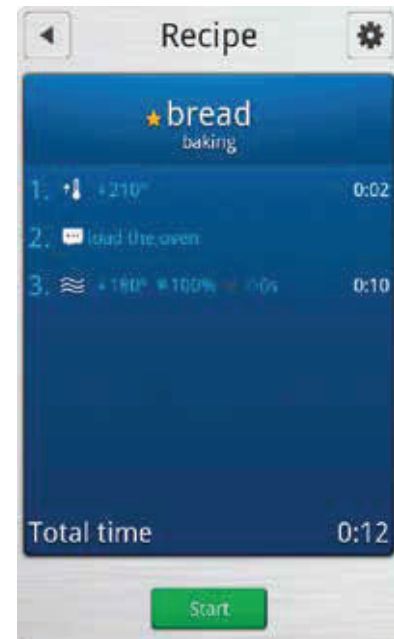 Recipe
bread
baking
1. +210° 0:02
2. load the oven
3. +180° 100% 0:10
Total time 0:12
Start